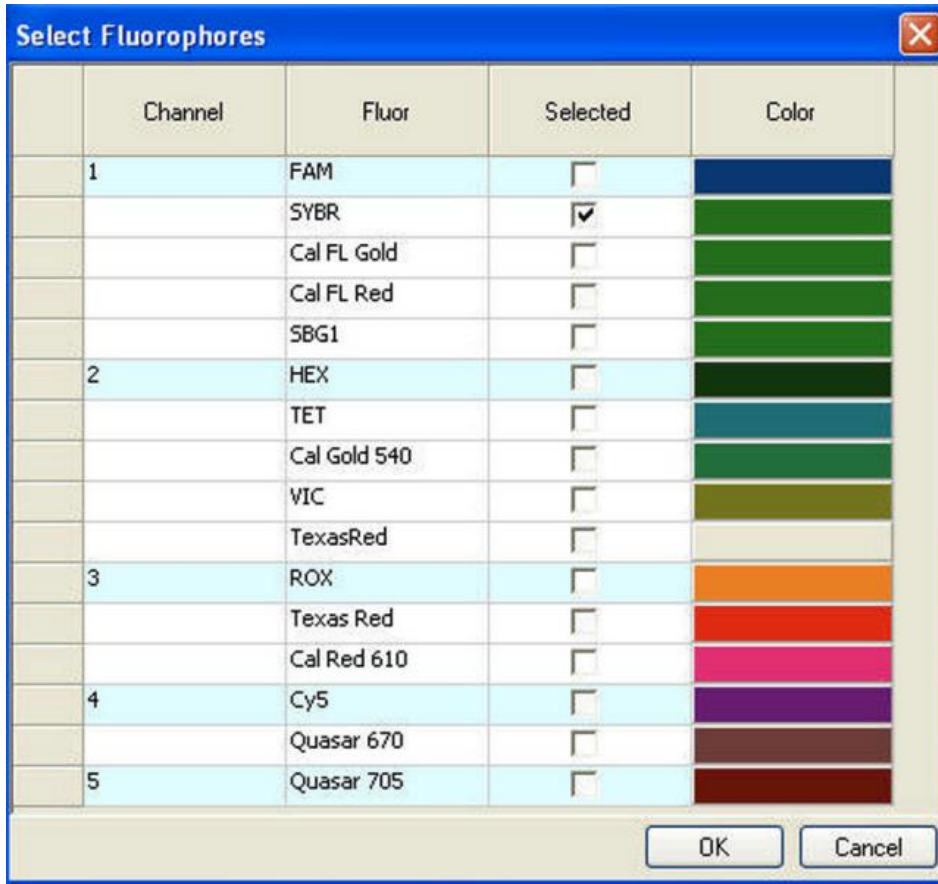 Select Fluorophores
Channel Fluor Selected Color
1 FAM
SYBR
Cal FL Gold
Cal FL Red
SBG1
2 HEX
TET
Cal Gold 540
VIC
TexasRed
3 ROX
Texas Red
Cal Red 610
4 Cy5
Quasar 670
5 Quasar 705
OK Cancel